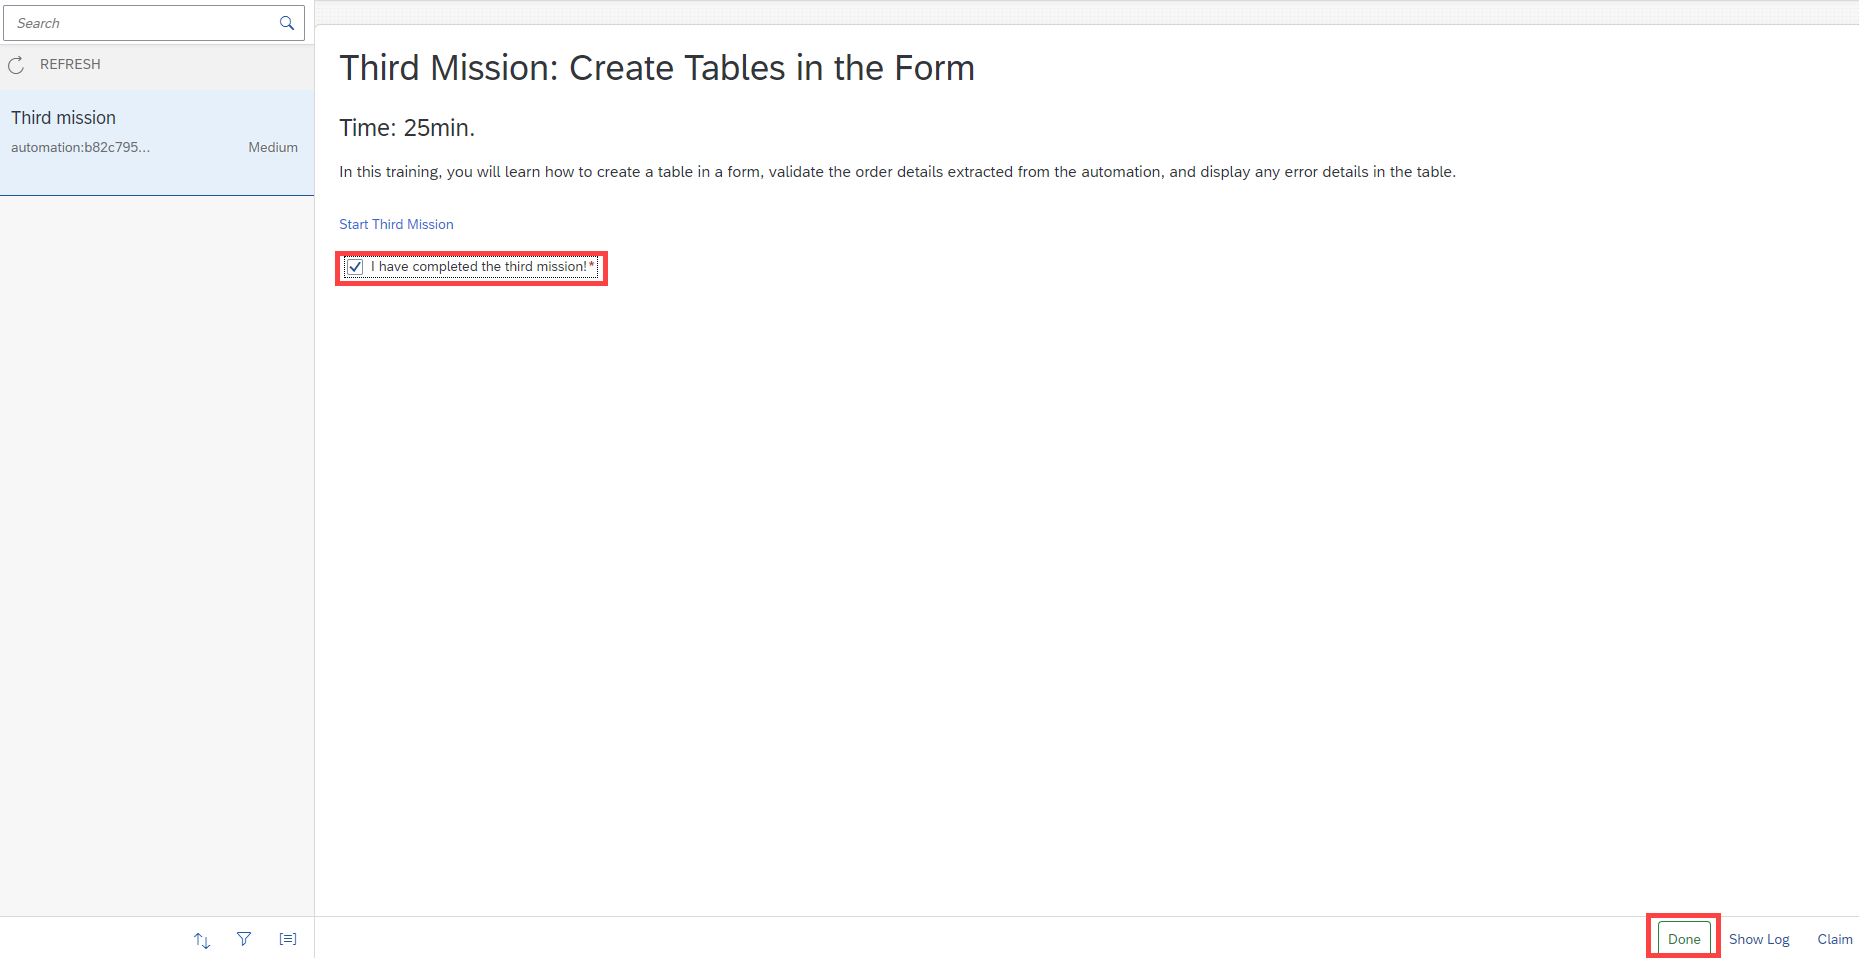 Search
REFRESH
Third mission
automation:b82c795...
Medium
Third Mission: Create Tables in the Form
Time: 25min.
In this training, you will learn how to create a table in a form, validate the order details extracted from the automation, and display any error details in the table.
Start Third Mission
I have completed the third mission!*
Done
Show Log
Claim